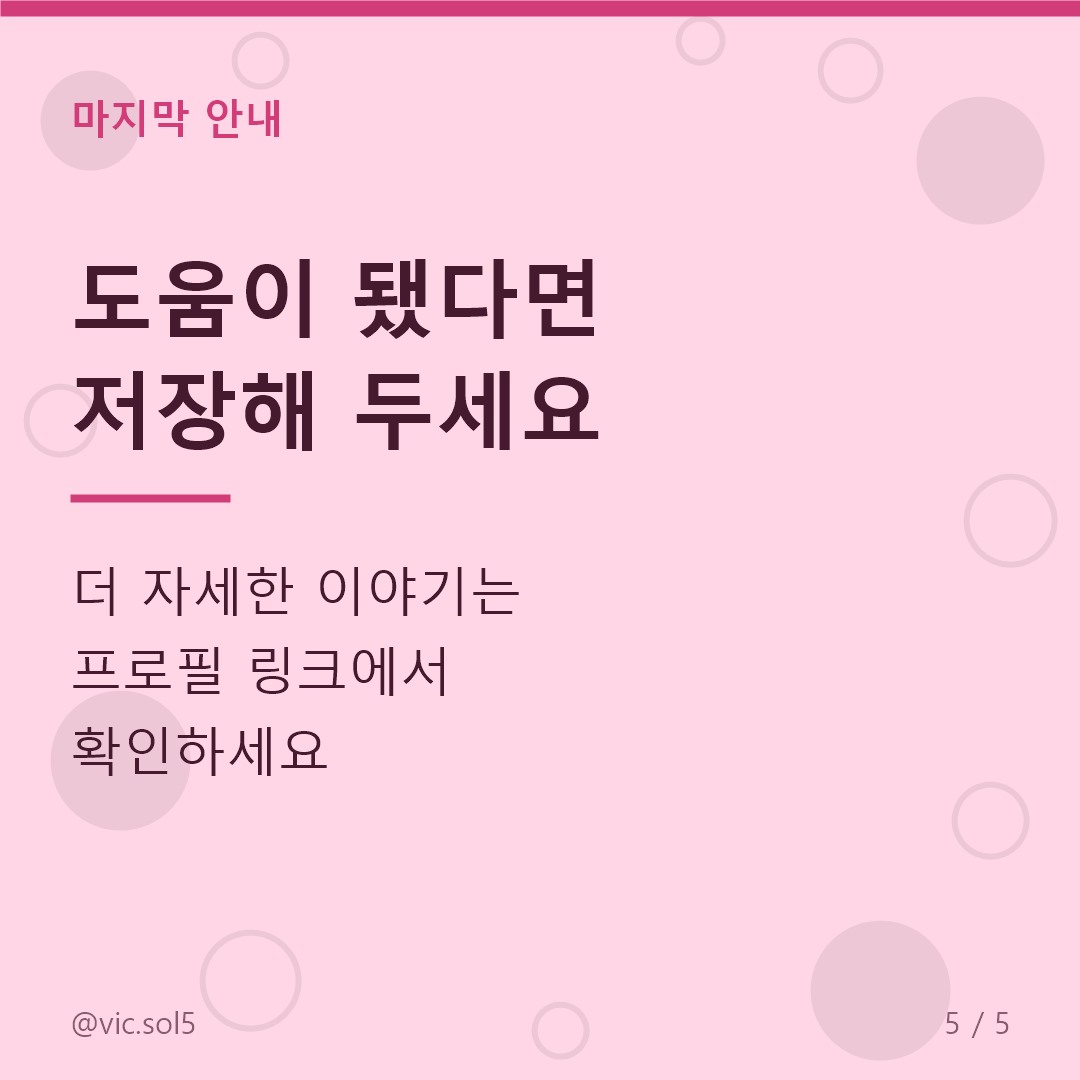 마지막 안내
도움이 됐다면
저장해 두세요
더 자세한 이야기는
프로필 링크에서
확인하세요
@vic.sol5
5 / 5